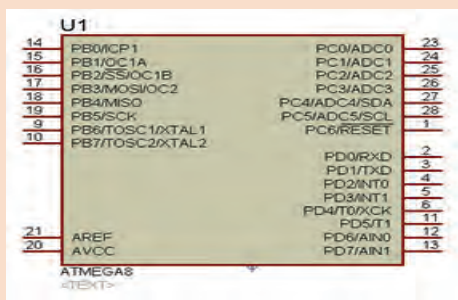 U1
14 PB0/ICP1 PC0/ADC0 23
15 PB1/OC1A PC1/ADC1 24
16 PB2/SS/OC1B PC2/ADC2 25
17 PB3/MOSI/OC2 PC3/ADC3 26
18 PB4/MISO PC4/ADC4/SDA 27
19 PB5/SCK PC5/ADC5/SCL 28
9 PB6/TOSC1/XTAL1 PC6/RESET 1
10 PB7/TOSC2/XTAL2
PD0/RXD 2
PD1/TXD 3
PD2/INT0 4
PD3/INT1 5
PD4/T0/XCK 6
PD5/T1 11
21 AREF PD6/AIN0 12
20 AVCC PD7/AIN1 13
ATMEGA8
<TEXT>